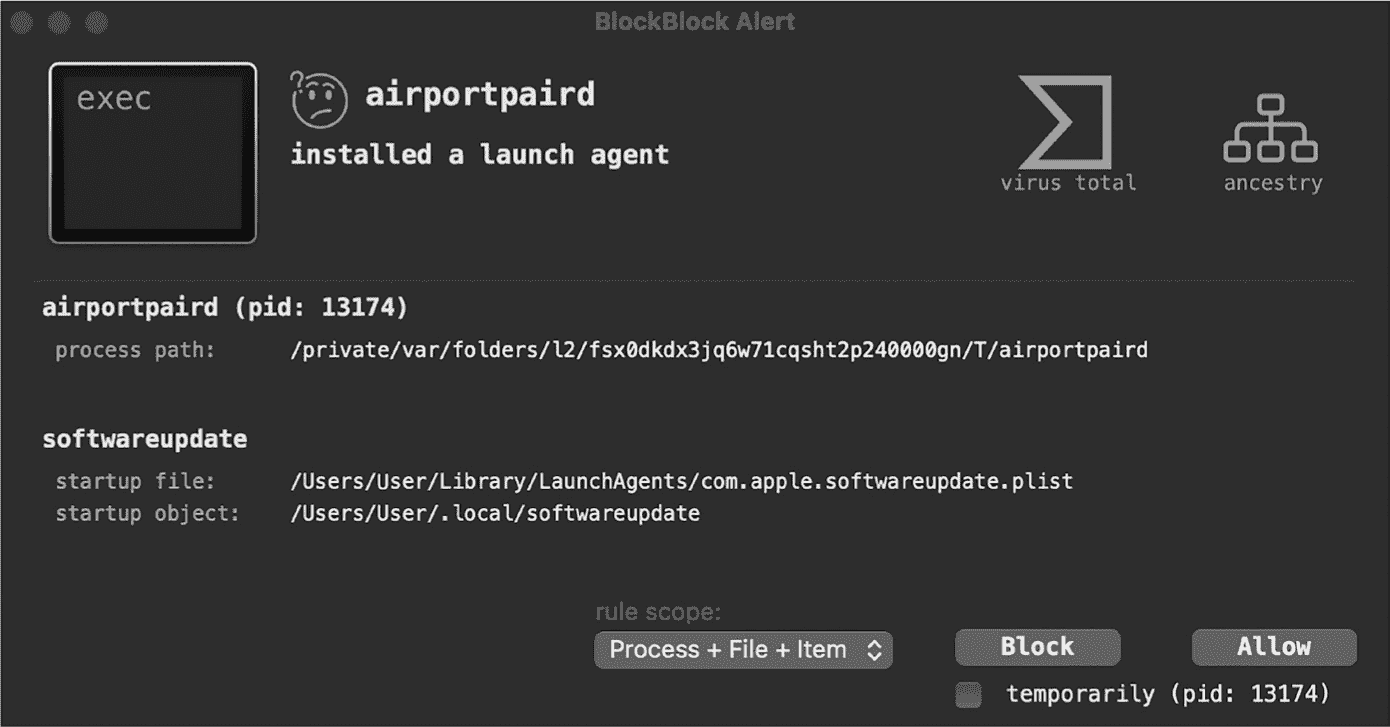 BlockBlock Alert
exec
?
airportpaird
installed a launch agent
virus total
ancestry
airportpaird (pid: 13174)
process path: /private/var/folders/l2/fsx0dkdx3jq6w71cqsht2p240000gn/T/airportpaird
softwareupdate
startup file: /Users/User/Library/LaunchAgents/com.apple.softwareupdate.plist
startup object: /Users/User/.local/softwareupdate
rule scope:
Process + File + Item
Block
Allow
temporarily (pid: 13174)